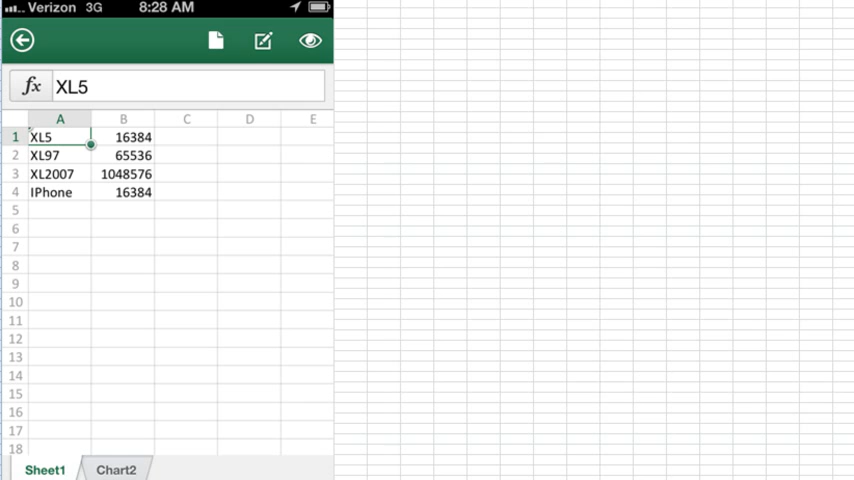 Verizon 3G 8:28 AM
fx XL5
A B C D E
1 XL5 16384
2 XL97 65536
3 XL2007 1048576
4 IPhone 16384
5
6
7
8
9
10
11
12
13
14
15
16
17
18
Sheet1 Chart2